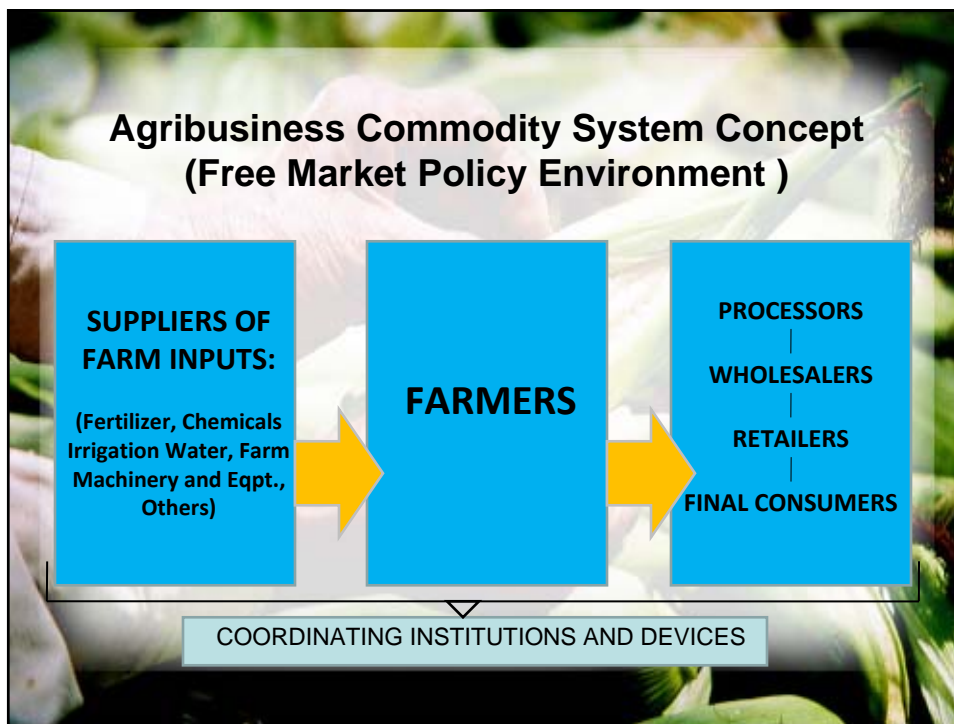 Agribusiness Commodity System Concept
(Free Market Policy Environment )
SUPPLIERS OF
FARM INPUTS:
(Fertilizer, Chemicals
Irrigation Water, Farm
Machinery and Eqpt.,
Others)
FARMERS
PROCESSORS
WHOLESALERS
RETAILERS
FINAL CONSUMERS
COORDINATING INSTITUTIONS AND DEVICES